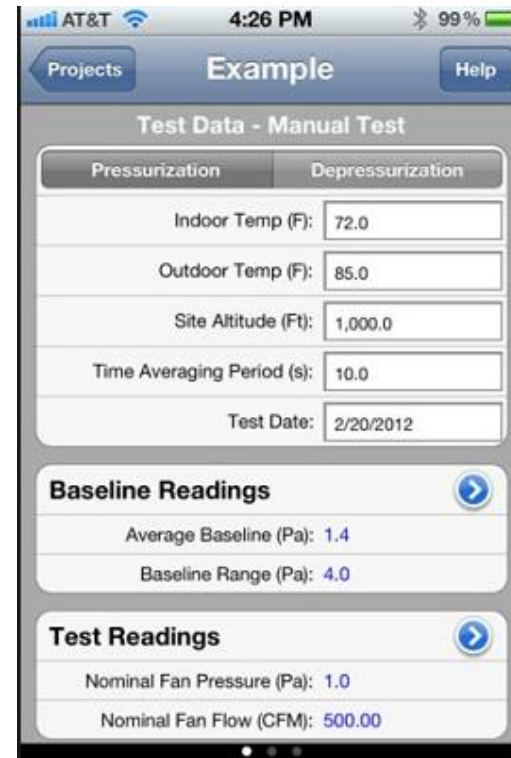 AT&T 4:26 PM 99%
Projects Example Help
Test Data - Manual Test
Pressurization Depressurization
Indoor Temp (F): 72.0
Outdoor Temp (F): 85.0
Site Altitude (Ft): 1,000.0
Time Averaging Period (s): 10.0
Test Date: 2/20/2012
Baseline Readings
Average Baseline (Pa): 1.4
Baseline Range (Pa): 4.0
Test Readings
Nominal Fan Pressure (Pa): 1.0
Nominal Fan Flow (CFM): 500.00